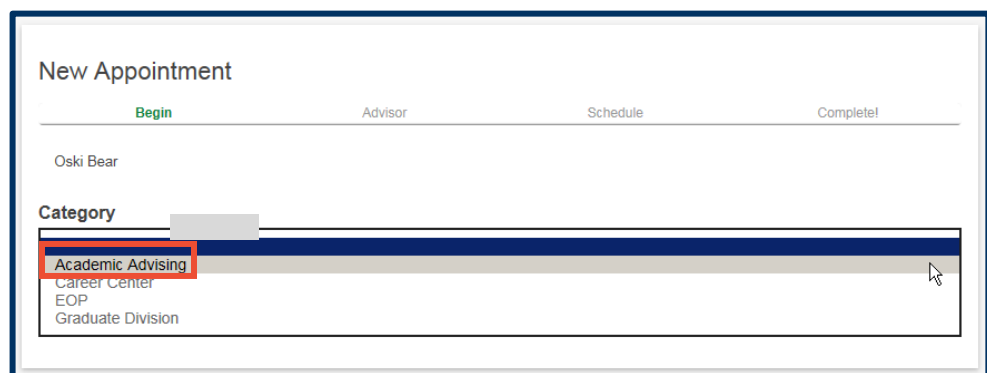 New Appointment
Begin Advisor Schedule Complete!
Oski Bear
Category
Academic Advising
Career Center
EOP
Graduate Division